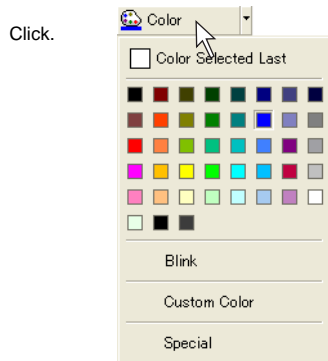 Color
Click.
Color Selected Last
Blink
Custom Color
Special